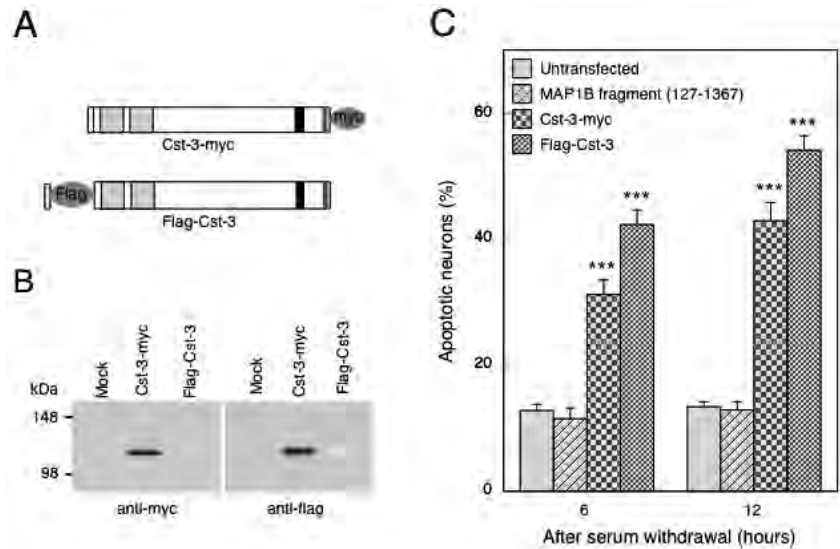 A
myc
Cst-3-myc
Flag
Flag-Cst-3
B
Mock
Cst-3-myc
Flag-Cst-3
Mock
Cst-3-myc
Flag-Cst-3
kDa
148
98
anti-myc
anti-flag
C
Untransfected
MAP1B fragment (127-1367)
Cst-3-myc
Flag-Cst-3
60
40
20
0
Apoptotic neurons (%)
***
***
***
***
6
12
After serum withdrawal (hours)